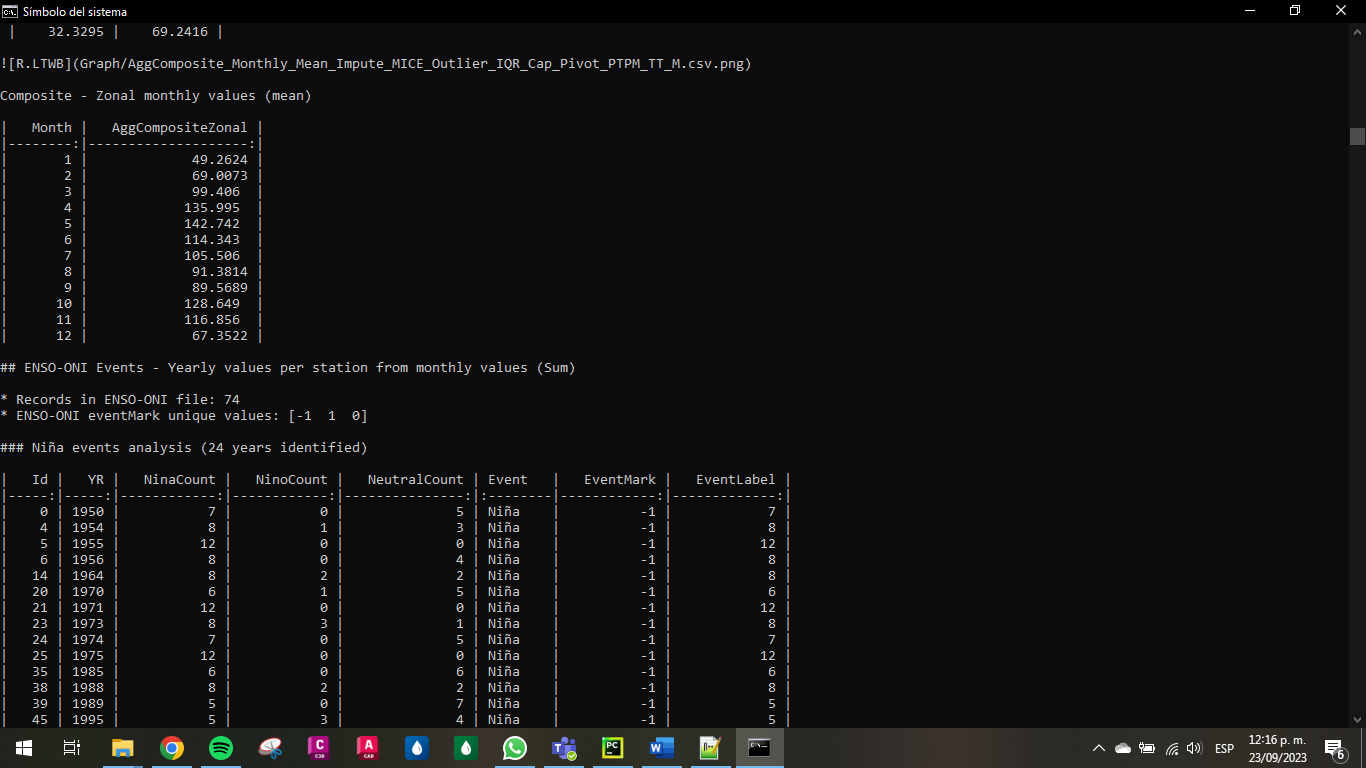 Símbolo del sistema
|    32.3295 |    69.2416 |
![R.LTWB](Graph/AggComposite_Monthly_Mean_Impute_MICE_Outlier_IQR_Cap_Pivot_PTPM_TT_M.csv.png)
Composite - Zonal monthly values (mean)
|   Month |   AggCompositeZonal |
|--------:|--------------------:|
|       1 |             49.2624 |
|       2 |             69.0073 |
|       3 |             99.406  |
|       4 |            135.995  |
|       5 |            142.742  |
|       6 |            114.343  |
|       7 |            105.506  |
|       8 |             91.3814 |
|       9 |             89.5689 |
|      10 |            128.649  |
|      11 |            116.856  |
|      12 |             67.3522 |
## ENSO-ONI Events - Yearly values per station from monthly values (Sum)
* Records in ENSO-ONI file: 74
* ENSO-ONI eventMark unique values: [-1  1  0]
### Niña events analysis (24 years identified)
|   Id |   YR |   NinaCount |   NinoCount |   NeutralCount | Event   |   EventMark |   EventLabel |
|-----:|-----:|------------:|------------:|---------------:|:--------|------------:|-------------:|
|    0 | 1950 |           7 |           0 |              5 | Niña    |          -1 |            7 |
|    4 | 1954 |           8 |           1 |              3 | Niña    |          -1 |            8 |
|    5 | 1955 |          12 |           0 |              0 | Niña    |          -1 |           12 |
|    6 | 1956 |           8 |           0 |              4 | Niña    |          -1 |            8 |
|   14 | 1964 |           8 |           2 |              2 | Niña    |          -1 |            8 |
|   20 | 1970 |           6 |           1 |              5 | Niña    |          -1 |            6 |
|   21 | 1971 |          12 |           0 |              0 | Niña    |          -1 |           12 |
|   23 | 1973 |           8 |           3 |              1 | Niña    |          -1 |            8 |
|   24 | 1974 |           7 |           0 |              5 | Niña    |          -1 |            7 |
|   25 | 1975 |          12 |           0 |              0 | Niña    |          -1 |           12 |
|   35 | 1985 |           6 |           0 |              6 | Niña    |          -1 |            6 |
|   38 | 1988 |           8 |           2 |              2 | Niña    |          -1 |            8 |
|   39 | 1989 |           5 |           0 |              7 | Niña    |          -1 |            5 |
|   45 | 1995 |           5 |           3 |              4 | Niña    |          -1 |            5 |
ESP
12:16 p. m.
23/09/2023
6